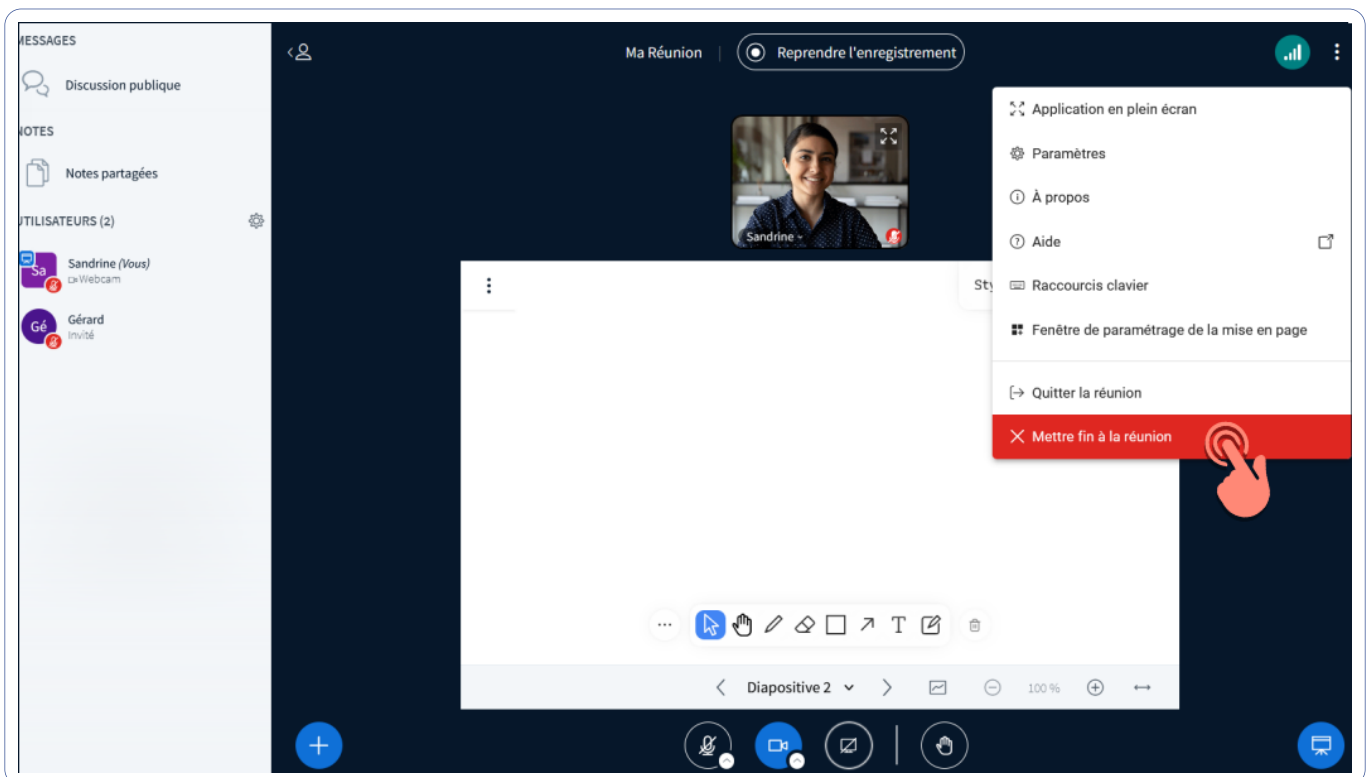 MESSAGES
Discussion publique
NOTES
Notes partagées
UTILISATEURS (2)
Sa
Sandrine (Vous)
Webcam
Gé
Gérard
Invité
Ma Réunion
Reprendre l'enregistrement
Sandrine
Sty
Application en plein écran
Paramètres
À propos
Aide
Raccourcis clavier
Fenêtre de paramétrage de la mise en page
Quitter la réunion
Mettre fin à la réunion
T
Diapositive 2
100 %